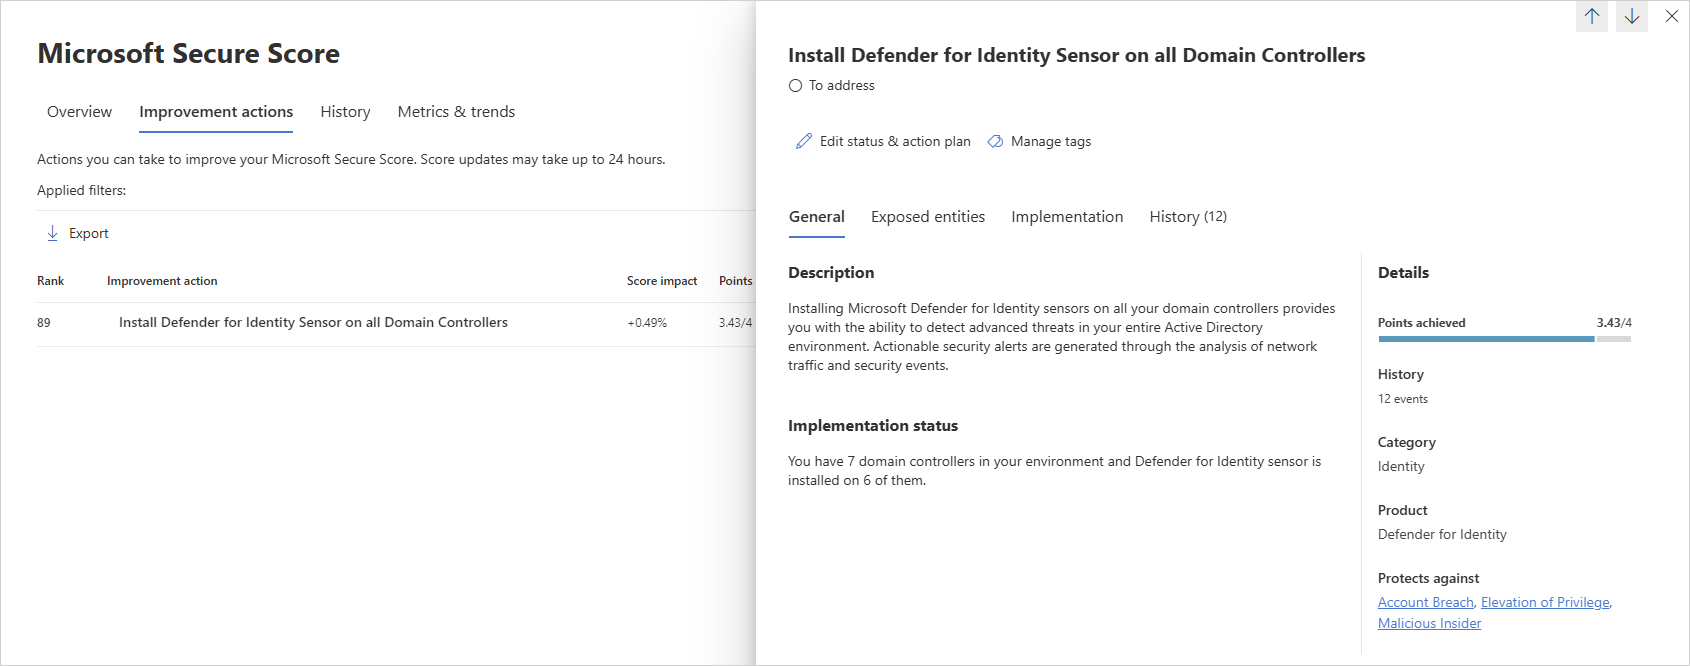 Microsoft Secure Score
Overview Improvement actions History Metrics & trends
Actions you can take to improve your Microsoft Secure Score. Score updates may take up to 24 hours.
Applied filters:
Export
Rank Improvement action Score impact Points
89 Install Defender for Identity Sensor on all Domain Controllers +0.49% 3.43/4
Install Defender for Identity Sensor on all Domain Controllers
To address
Edit status & action plan Manage tags
General Exposed entities Implementation History (12)
Description
Installing Microsoft Defender for Identity sensors on all your domain controllers provides
you with the ability to detect advanced threats in your entire Active Directory
environment. Actionable security alerts are generated through the analysis of network
traffic and security events.
Implementation status
You have 7 domain controllers in your environment and Defender for Identity sensor is
installed on 6 of them.
Details
Points achieved 3.43/4
History
12 events
Category
Identity
Product
Defender for Identity
Protects against
Account Breach, Elevation of Privilege,
Malicious Insider